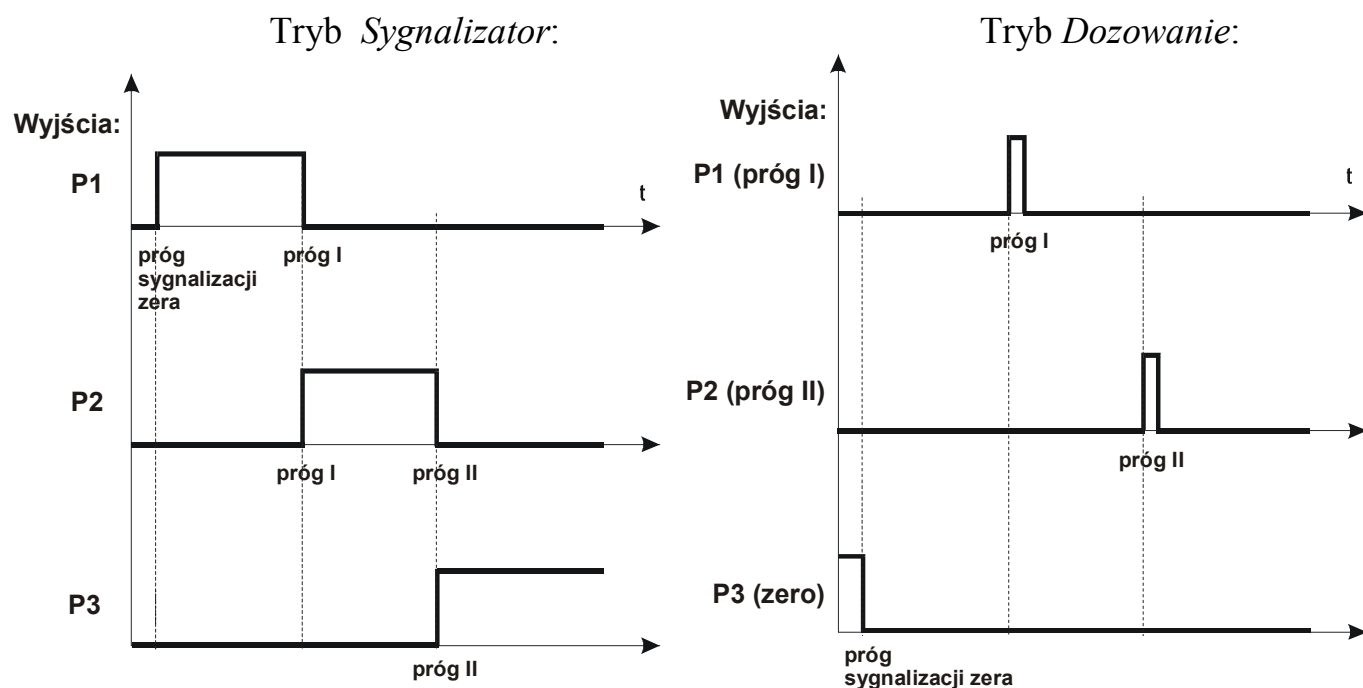 Tryb Sygnalizator:
Wyjścia:
P1
t
próg
sygnalizacji
zera
próg I
P2
próg I
próg II
P3
próg II
Tryb Dozowanie:
Wyjścia:
P1 (próg I)
t
próg I
P2 (próg II)
próg II
P3 (zero)
próg
sygnalizacji zera